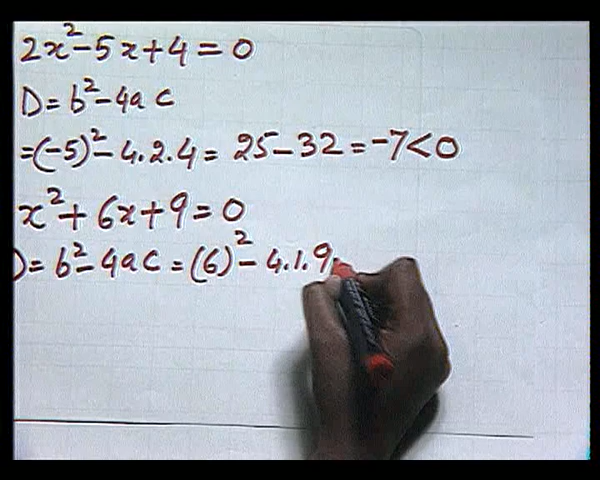 2x²-5x+4=0
D=b²-4ac
=(-5)²-4.2.4= 25-32=-7<0
x²+6x+9=0
D=b²-4ac=(6)²-4.1.9